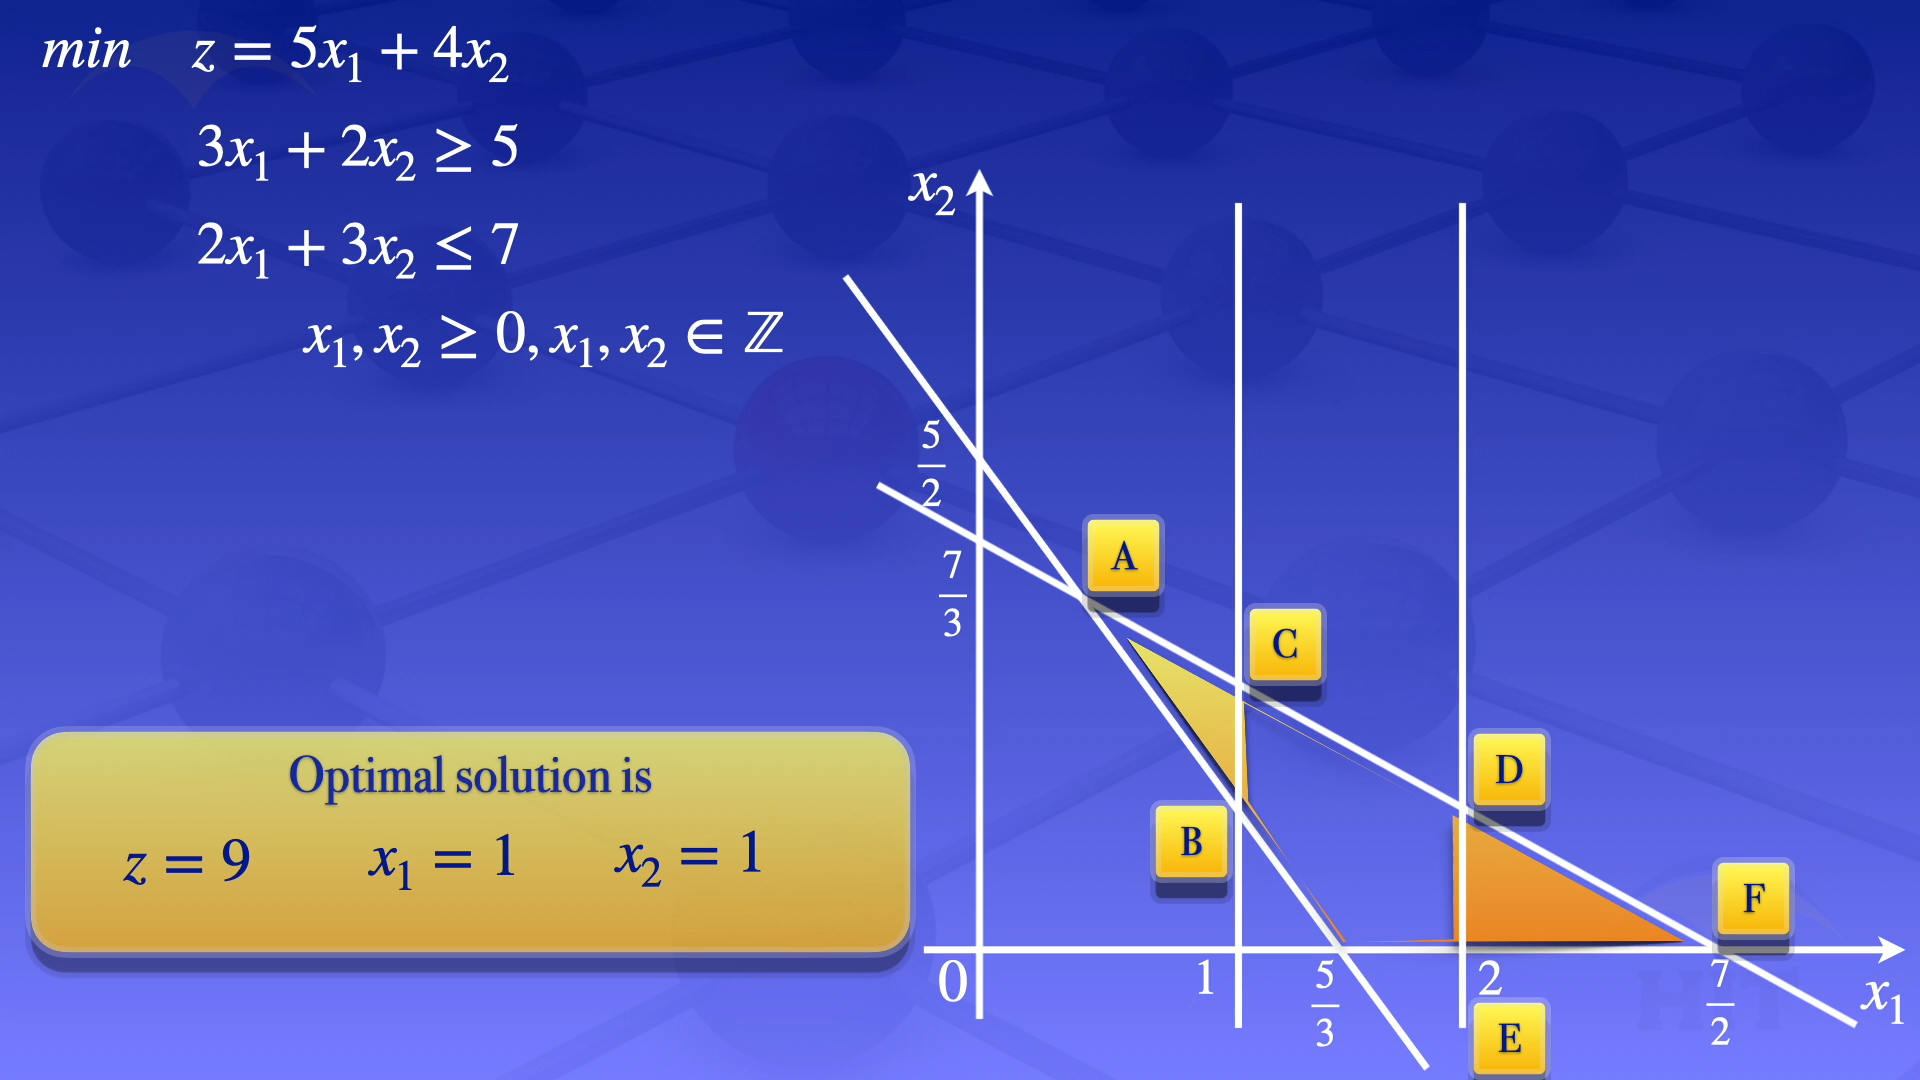 min z = 5x₁ + 4x₂
3x₁ + 2x₂ ≥ 5
2x₁ + 3x₂ ≤ 7
x₁, x₂ ≥ 0, x₁, x₂ ∈ ℤ
x₂
5/2
7/3
A
C
D
B
F
Optimal solution is
z = 9 x₁ = 1 x₂ = 1
0 1 5/3 2 7/2 x₁
E